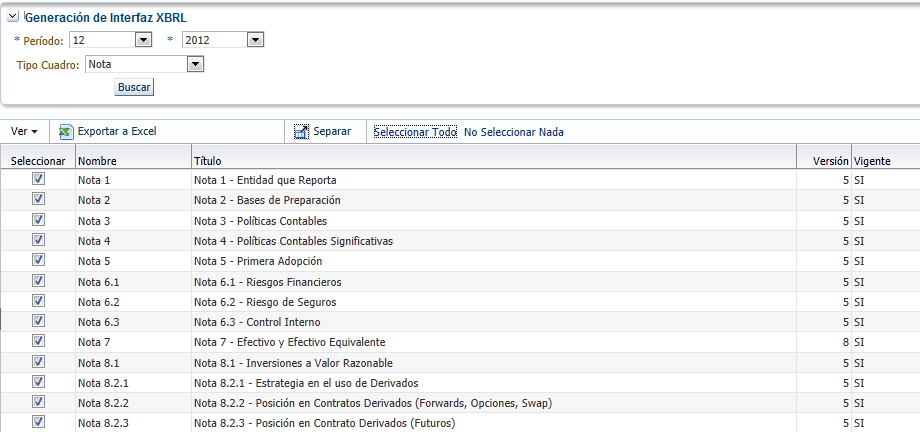 Generación de Interfaz XBRL
* Período: 12 * 2012
Tipo Cuadro: Nota
Buscar
Ver Exportar a Excel Separar Seleccionar Todo No Seleccionar Nada
Seleccionar Nombre Título Versión Vigente
Nota 1 Nota 1 - Entidad que Reporta 5 SI
Nota 2 Nota 2 - Bases de Preparación 5 SI
Nota 3 Nota 3 - Políticas Contables 5 SI
Nota 4 Nota 4 - Políticas Contables Significativas 5 SI
Nota 5 Nota 5 - Primera Adopción 5 SI
Nota 6.1 Nota 6.1 - Riesgos Financieros 5 SI
Nota 6.2 Nota 6.2 - Riesgo de Seguros 5 SI
Nota 6.3 Nota 6.3 - Control Interno 5 SI
Nota 7 Nota 7 - Efectivo y Efectivo Equivalente 8 SI
Nota 8.1 Nota 8.1 - Inversiones a Valor Razonable 5 SI
Nota 8.2.1 Nota 8.2.1 - Estrategia en el uso de Derivados 5 SI
Nota 8.2.2 Nota 8.2.2 - Posición en Contratos Derivados (Forwards, Opciones, Swap) 5 SI
Nota 8.2.3 Nota 8.2.3 - Posición en Contrato Derivados (Futuros) 5 SI